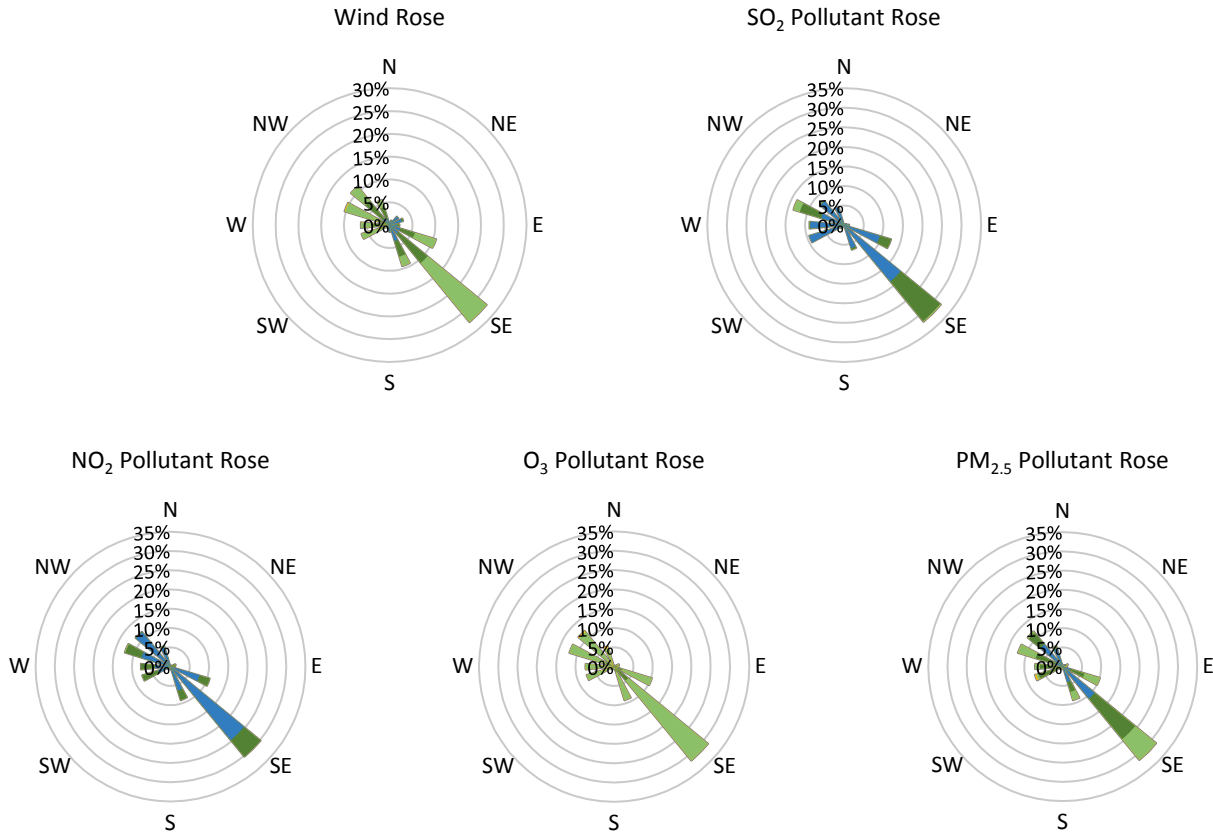 Wind Rose
N
30%
25%
20%
15%
10%
5%
0%
NW
NE
W
E
SW
SE
S
SO2 Pollutant Rose
N
35%
30%
25%
20%
15%
10%
5%
0%
NW
NE
W
E
SW
SE
S
NO2 Pollutant Rose
N
35%
30%
25%
20%
15%
10%
5%
0%
NW
NE
W
E
SW
SE
S
O3 Pollutant Rose
N
35%
30%
25%
20%
15%
10%
5%
0%
NW
NE
W
E
SW
SE
S
PM2.5 Pollutant Rose
N
35%
30%
25%
20%
15%
10%
5%
0%
NW
NE
W
E
SW
SE
S